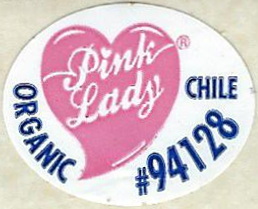 Pink
Lady®
ORGANIC
CHILE
#94128